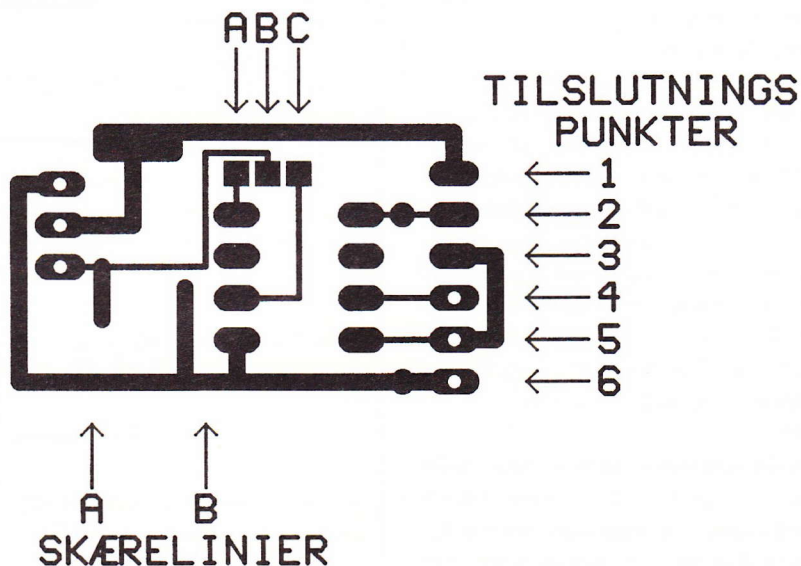 ABC
TILSLUTNINGS
PUNKTER
1
2
3
4
5
6
A
B
SKÆRELINIER